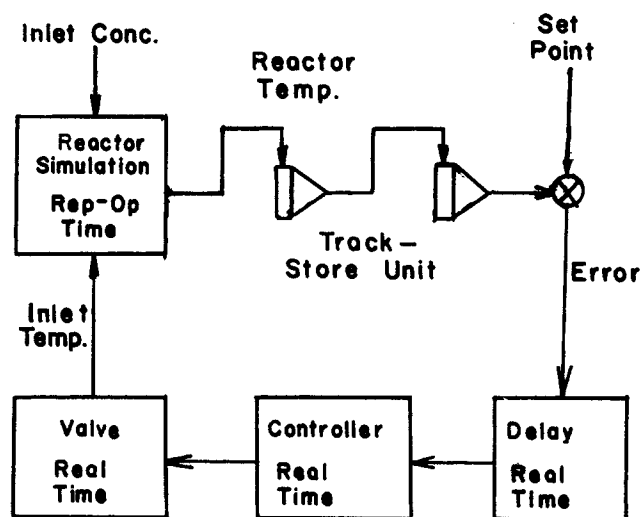 Inlet Conc.
Reactor
Simulation
Rep-Op
Time
Reactor
Temp.
Set
Point
Track-
Store Unit
Error
Inlet
Temp.
Valve
Real
Time
Controller
Real
Time
Delay
Real
Time